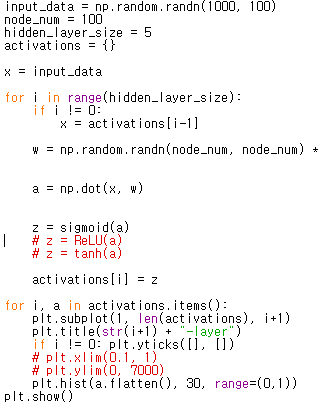 input_data = np.random.randn(1000, 100)
node_num = 100
hidden_layer_size = 5
activations = {}
x = input_data
for i in range(hidden_layer_size):
    if i != 0:
        x = activations[i-1]
    w = np.random.randn(node_num, node_num) *
    a = np.dot(x, w)
    z = sigmoid(a)
    # z = ReLU(a)
    # z = tanh(a)
    activations[i] = z
for i, a in activations.items():
    plt.subplot(1, len(activations), i+1)
    plt.title(str(i+1) + "-layer")
    if i != 0: plt.yticks([], [])
    # plt.xlim(0.1, 1)
    # plt.ylim(0, 7000)
    plt.hist(a.flatten(), 30, range=(0,1))
plt.show()